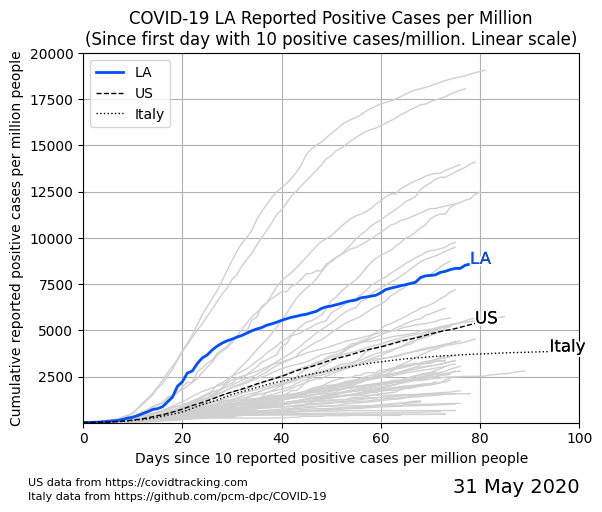 COVID-19 LA Reported Positive Cases per Million
(Since first day with 10 positive cases/million. Linear scale)
Cumulative reported positive cases per million people
20000
17500
15000
12500
10000
7500
5000
2500
LA
US
Italy
LA
US
Italy
0
20
40
60
80
100
Days since 10 reported positive cases per million people
US data from https://covidtracking.com
Italy data from https://github.com/pcm-dpc/COVID-19
31 May 2020